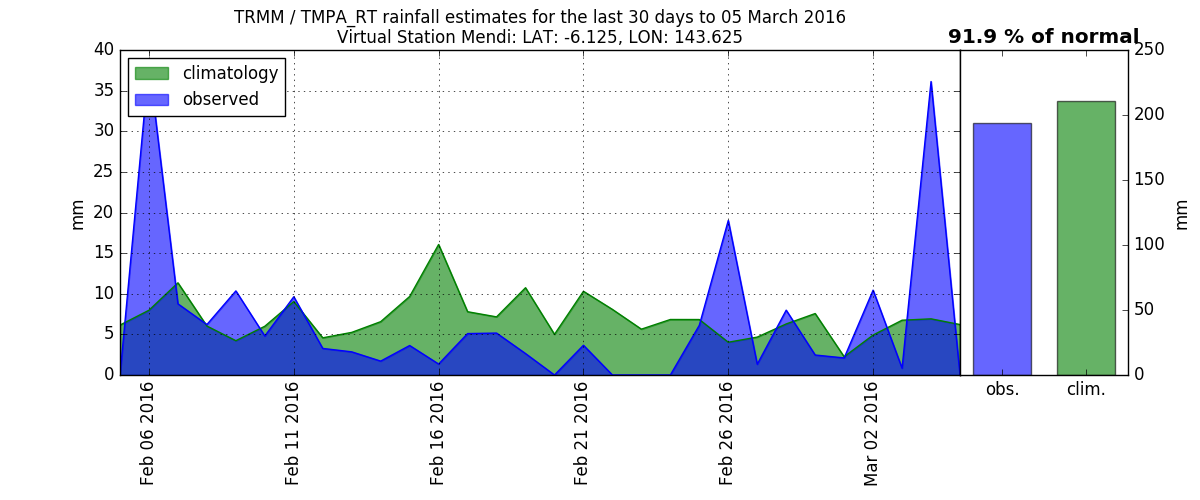 TRMM / TMPA_RT rainfall estimates for the last 30 days to 05 March 2016
Virtual Station Mendi: LAT: -6.125, LON: 143.625
91.9 % of normal
climatology
observed
40
35
30
25
20
15
10
5
0
mm
Feb 06 2016
Feb 11 2016
Feb 16 2016
Feb 21 2016
Feb 26 2016
Mar 02 2016
250
200
150
100
50
0
mm
obs.
clim.